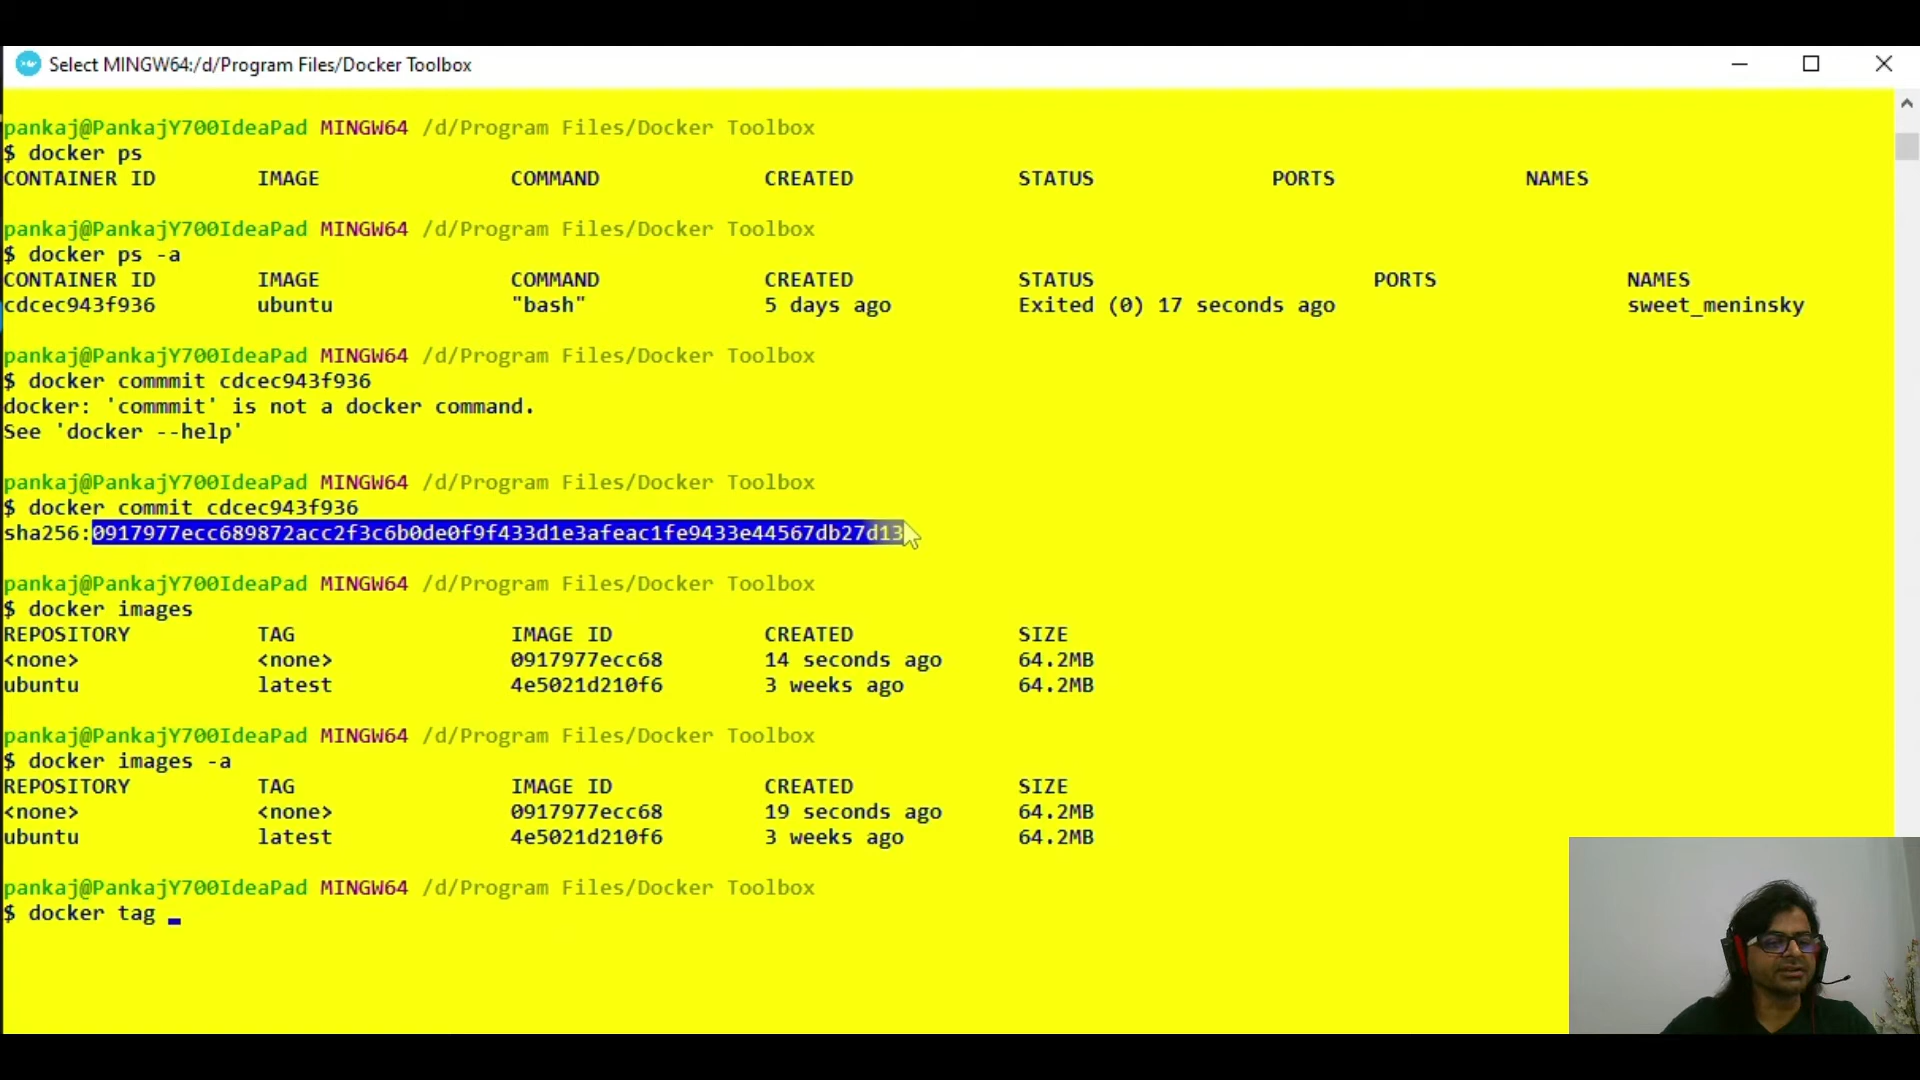 Select MINGW64:/d/Program Files/Docker Toolbox
pankaj@PankajY700IdeaPad MINGW64 /d/Program Files/Docker Toolbox
$ docker ps
CONTAINER ID IMAGE COMMAND CREATED STATUS PORTS NAMES
pankaj@PankajY700IdeaPad MINGW64 /d/Program Files/Docker Toolbox
$ docker ps -a
CONTAINER ID IMAGE COMMAND CREATED STATUS PORTS NAMES
cdcec943f936 ubuntu "bash" 5 days ago Exited (0) 17 seconds ago sweet_meninsky
pankaj@PankajY700IdeaPad MINGW64 /d/Program Files/Docker Toolbox
$ docker commmit cdcec943f936
docker: 'commmit' is not a docker command.
See 'docker --help'
pankaj@PankajY700IdeaPad MINGW64 /d/Program Files/Docker Toolbox
$ docker commit cdcec943f936
sha256:0917977ecc689872acc2f3c6b0de0f9f433d1e3afeac1fe9433e44567db27d13
pankaj@PankajY700IdeaPad MINGW64 /d/Program Files/Docker Toolbox
$ docker images
REPOSITORY TAG IMAGE ID CREATED SIZE
<none> <none> 0917977ecc68 14 seconds ago 64.2MB
ubuntu latest 4e5021d210f6 3 weeks ago 64.2MB
pankaj@PankajY700IdeaPad MINGW64 /d/Program Files/Docker Toolbox
$ docker images -a
REPOSITORY TAG IMAGE ID CREATED SIZE
<none> <none> 0917977ecc68 19 seconds ago 64.2MB
ubuntu latest 4e5021d210f6 3 weeks ago 64.2MB
pankaj@PankajY700IdeaPad MINGW64 /d/Program Files/Docker Toolbox
$ docker tag